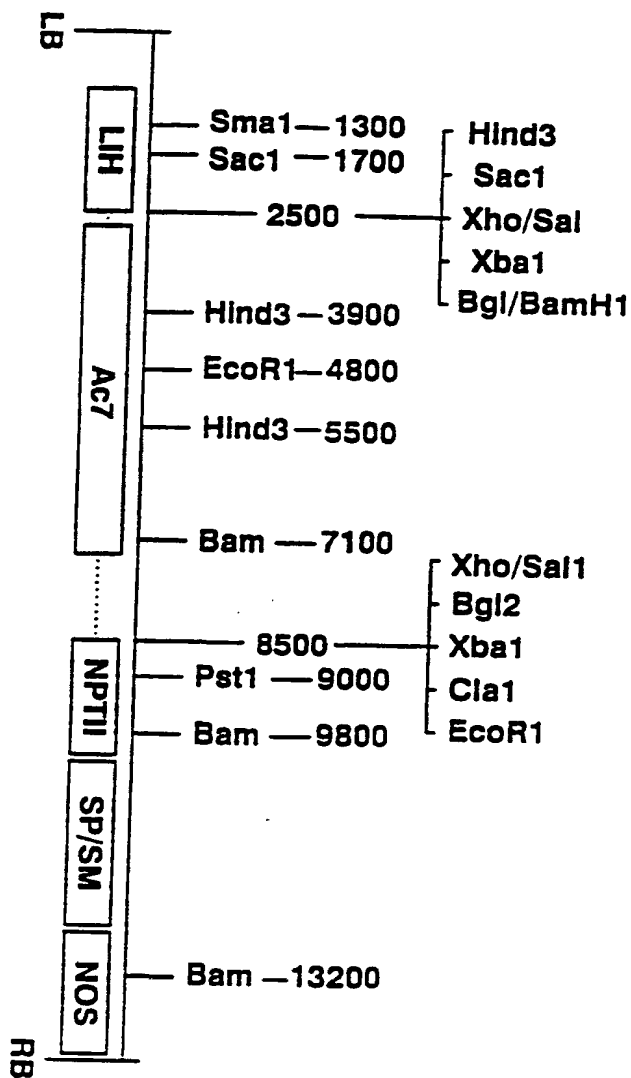 LB
LIH
Sma1—1300
Sac1—1700
2500
Hind3
Sac1
Xho/Sal
Xba1
Bgl/BamH1
Ac7
Hind3—3900
EcoR1—4800
Hind3—5500
Bam—7100
8500
Xho/Sal1
Bgl2
Xba1
Cla1
EcoR1
NPTII
Pst1—9000
Bam—9800
SP/SM
NOS
Bam—13200
RB